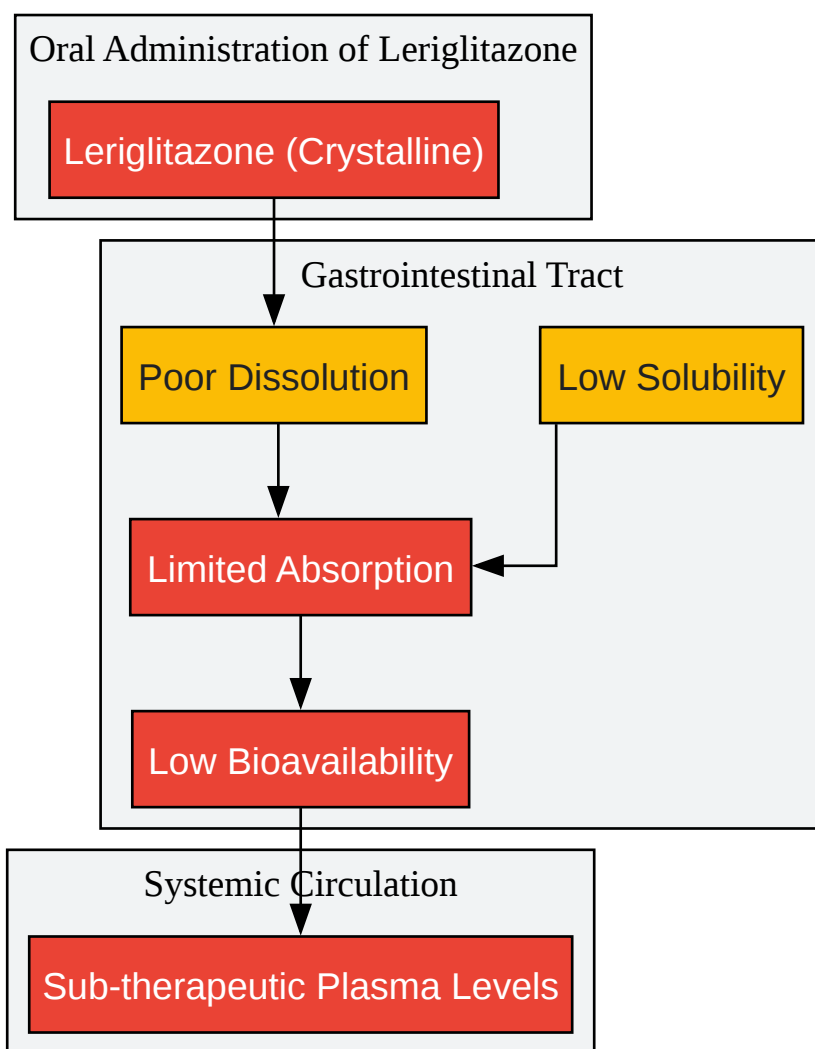 Oral Administration of Leriglitazone
Leriglitazone (Crystalline)
Gastrointestinal Tract
Poor Dissolution
Low Solubility
Limited Absorption
Low Bioavailability
Systemic Circulation
Sub-therapeutic Plasma Levels